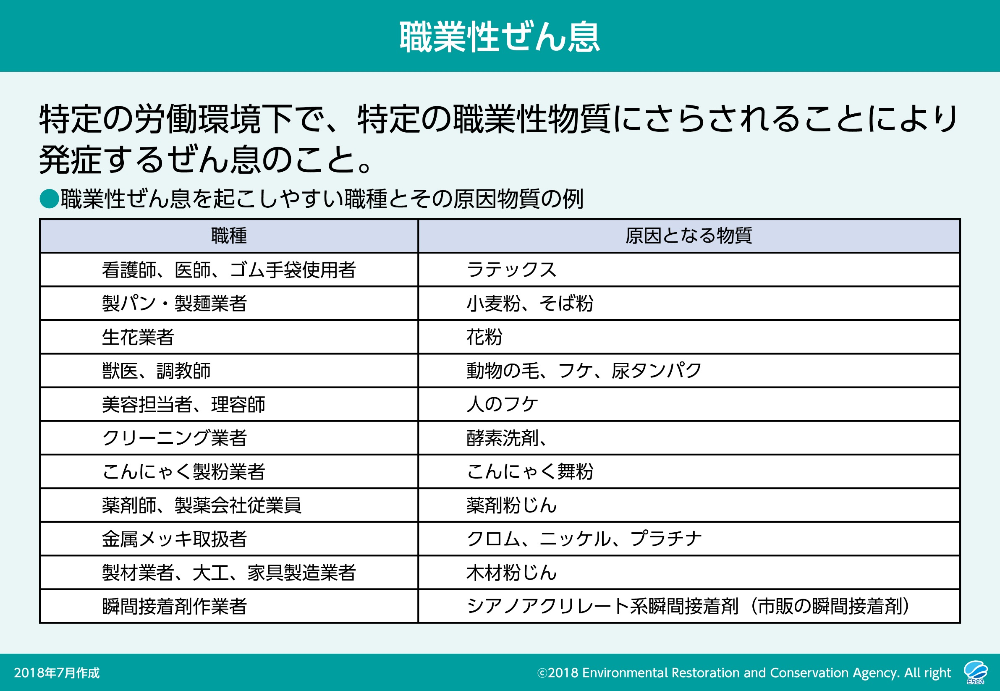 職業性ぜん息
特定の労働環境下で、特定の職業性物質にさらされることにより
発症するぜん息のこと。
●職業性ぜん息を起こしやすい職種とその原因物質の例
職種 原因となる物質
看護師、医師、ゴム手袋使用者 ラテックス
製パン・製麺業者 小麦粉、そば粉
生花業者 花粉
獣医、調教師 動物の毛、フケ、尿タンパク
美容担当者、理容師 人のフケ
クリーニング業者 酵素洗剤、
こんにゃく製粉業者 こんにゃく舞粉
薬剤師、製薬会社従業員 薬剤粉じん
金属メッキ取扱者 クロム、ニッケル、プラチナ
製材業者、大工、家具製造業者 木材粉じん
瞬間接着剤作業者 シアノアクリレート系瞬間接着剤（市販の瞬間接着剤）
2018年7月作成 ©2018 Environmental Restoration and Conservation Agency. All right
ERCA